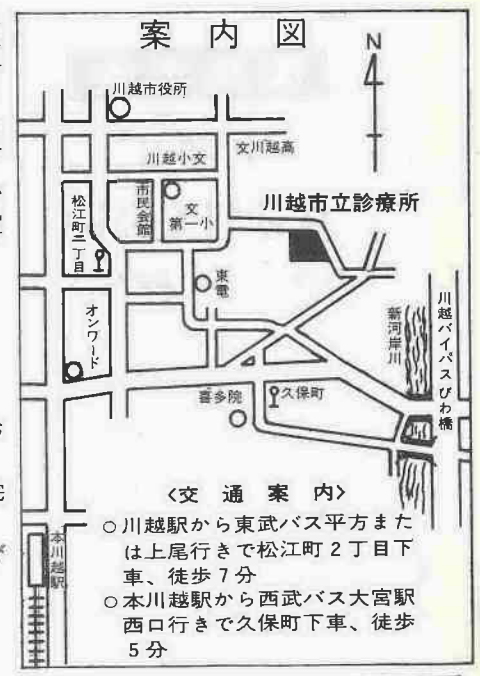 案内図
N
川越市役所
川越小文
文川越高
市民会館
文
第一小
川越市立診療所
松江町二丁目
東電
オンワード
新河岸川
川越バイパスびわ橋
喜多院
久保町
本川越駅
<交通案内>
○川越駅から東武バス平方また
は上尾行きで松江町2丁目下
車、徒歩7分
○本川越駅から西武バス大宮駅
西口行きで久保町下車、徒歩
5分